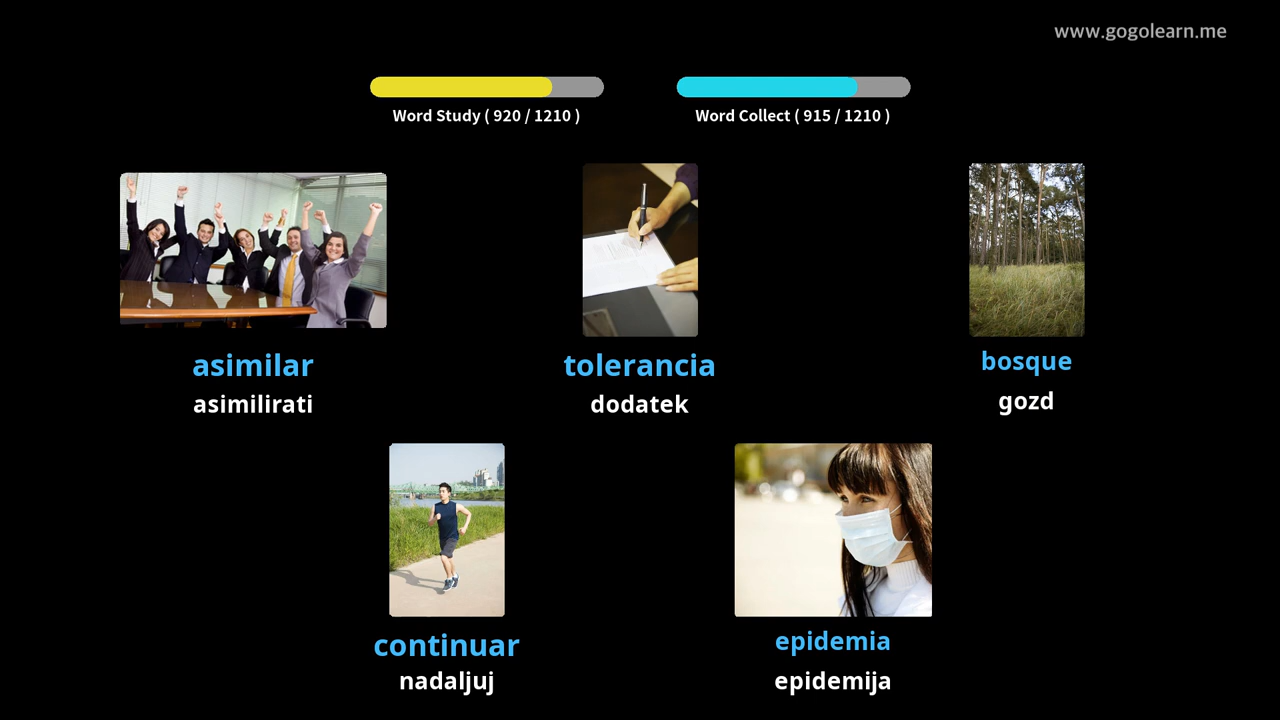 www.gogolearn.me
Word Study ( 920 / 1210 )
Word Collect ( 915 / 1210 )
asimilar
asimilirati
tolerancia
dodatek
bosque
gozd
continuar
nadaljuj
epidemia
epidemija